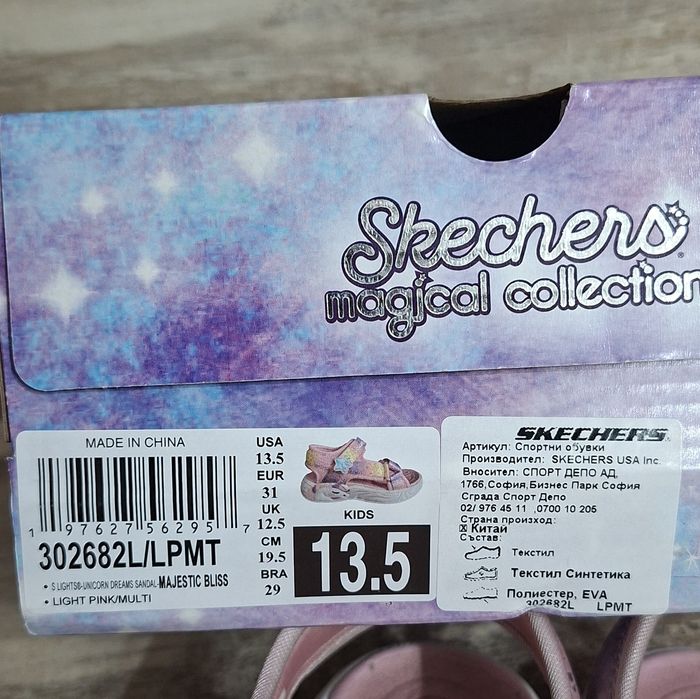 Skechers®
magical collection
MADE IN CHINA
1 97627 56295 7
302682L/LPMT
• S LIGHTS®-UNICORN DREAMS SANDAL-MAJESTIC BLISS
• LIGHT PINK/MULTI
USA
13.5
EUR
31
UK
12.5
CM
19.5
BRA
29
KIDS
13.5
SKECHERS
Артикул: Спортни обувки
Производител: SKECHERS USA Inc.
Вносител: СПОРТ ДЕПО АД,
1766,София,Бизнес Парк София
Сграда Спорт Депо
02/ 976 45 11 ,0700 10 205
Страна произход:
Китай
Състав:
Текстил
Текстил Синтетика
Полиестер, EVA
302682L LPMT